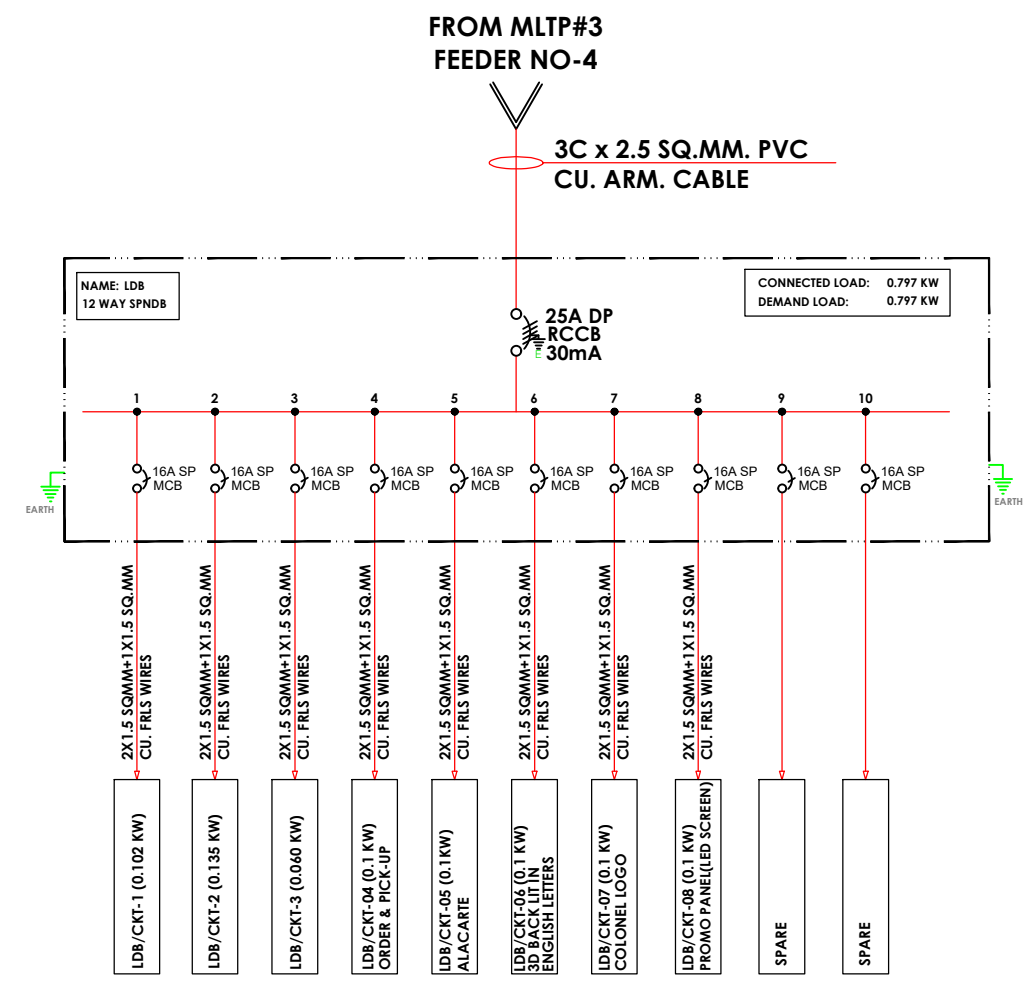 FROM MLTP#3
FEEDER NO-4
3C x 2.5 SQ.MM. PVC
CU. ARM. CABLE
NAME: LDB
12 WAY SPNDB
CONNECTED LOAD: 0.797 KW
DEMAND LOAD: 0.797 KW
25A DP
RCCB
E 30mA
1 2 3 4 5 6 7 8 9 10
16A SP
MCB
16A SP
MCB
16A SP
MCB
16A SP
MCB
16A SP
MCB
16A SP
MCB
16A SP
MCB
16A SP
MCB
16A SP
MCB
16A SP
MCB
EARTH
EARTH
2X1.5 SQMM+1X1.5 SQ.MM
CU. FRLS WIRES
2X1.5 SQMM+1X1.5 SQ.MM
CU. FRLS WIRES
2X1.5 SQMM+1X1.5 SQ.MM
CU. FRLS WIRES
2X1.5 SQMM+1X1.5 SQ.MM
CU. FRLS WIRES
2X1.5 SQMM+1X1.5 SQ.MM
CU. FRLS WIRES
2X1.5 SQMM+1X1.5 SQ.MM
CU. FRLS WIRES
2X1.5 SQMM+1X1.5 SQ.MM
CU. FRLS WIRES
2X1.5 SQMM+1X1.5 SQ.MM
CU. FRLS WIRES
LDB/CKT-1 (0.102 KW)
LDB/CKT-2 (0.135 KW)
LDB/CKT-3 (0.060 KW)
LDB/CKT-04 (0.1 KW)
ORDER & PICK-UP
LDB/CKT-05 (0.1KW)
ALACARTE
LDB/CKT-06 (0.1 KW)
3D BACK LIT IN
ENGLISH LETTERS
LDB/CKT-07 (0.1 KW)
COLONEL LOGO
LDB/CKT-08 (0.1 KW)
PROMO PANEL(LED SCREEN)
SPARE
SPARE